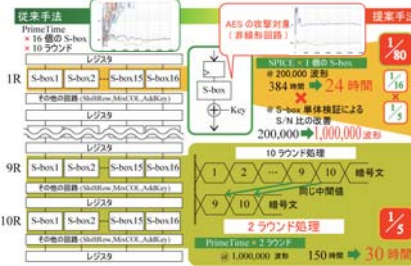 従来手法
提案手法
PrimeTime
× 16 個の S-box
× 10 ラウンド
AES の攻撃対象
(非線形回路)
レジスタ
1R
S-box1
S-box2
...
S-box15
S-box16
その他の回路 (ShiftRow,MixCOL,AddKey)
レジスタ
S-box
Key
SPICE × 1 個の S-box
@ 200,000 波形
384 時間
24 時間
×
@ S-box 単体検証による
S/N 比の改善
200,000
1,000,000 波形
1/80
1/16
×
1/5
9R
S-box1
S-box2
...
S-box15
S-box16
その他の回路 (ShiftRow,MixCOL,AddKey)
レジスタ
10R
S-box1
S-box2
...
S-box15
S-box16
その他の回路 (ShiftRow,MixCOL,AddKey)
レジスタ
10 ラウンド処理
1
2
...
9
10
暗号文
同じ中間値
9
10
暗号文
2 ラウンド処理
PrimeTime × 2 ラウンド
@ 1,000,000 波形
150 時間
30 時間
1/5